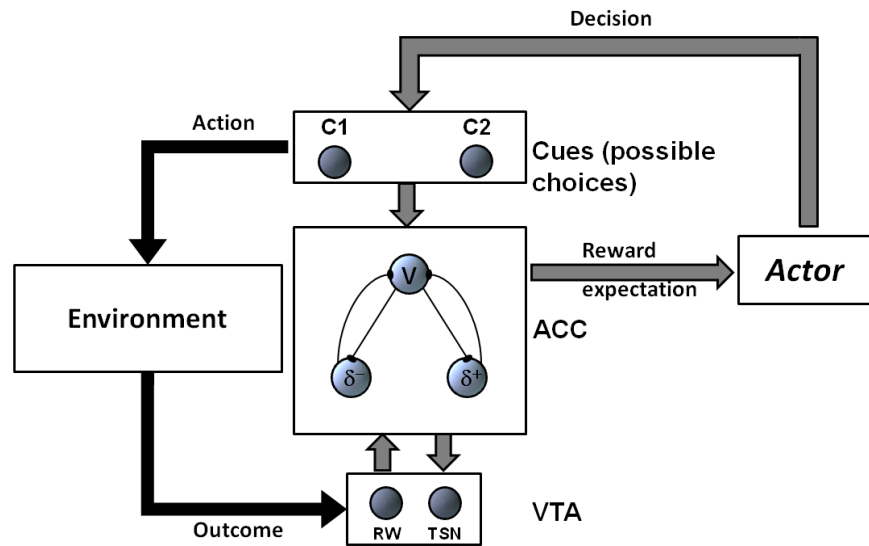 Decision
Action
C1
C2
Cues (possible
choices)
Reward
expectation
Actor
Environment
V
ACC
δ⁻
δ⁺
RW
TSN
VTA
Outcome